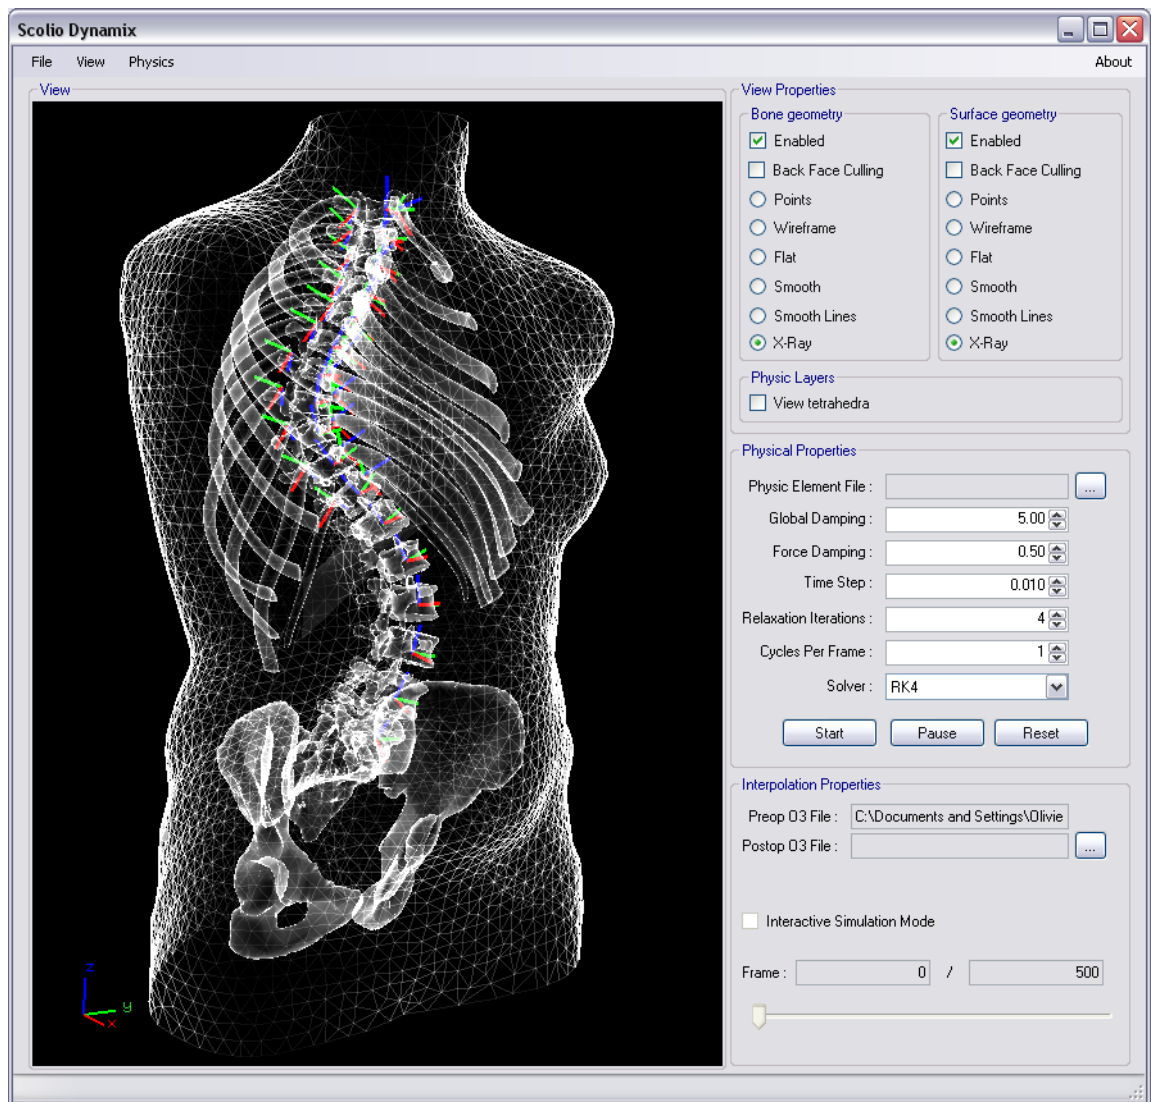 Scolio Dynamix
File View Physics About
View
z
y
x
View Properties
Bone geometry
Enabled
Back Face Culling
Points
Wireframe
Flat
Smooth
Smooth Lines
X-Ray
Surface geometry
Enabled
Back Face Culling
Points
Wireframe
Flat
Smooth
Smooth Lines
X-Ray
Physic Layers
View tetrahedra
Physical Properties
Physic Element File : ...
Global Damping : 5.00
Force Damping : 0.50
Time Step : 0.010
Relaxation Iterations : 4
Cycles Per Frame : 1
Solver : RK4
Start Pause Reset
Interpolation Properties
Preop O3 File : C:\Documents and Settings\Olivie
Postop O3 File : ...
Interactive Simulation Mode
Frame : 0 / 500